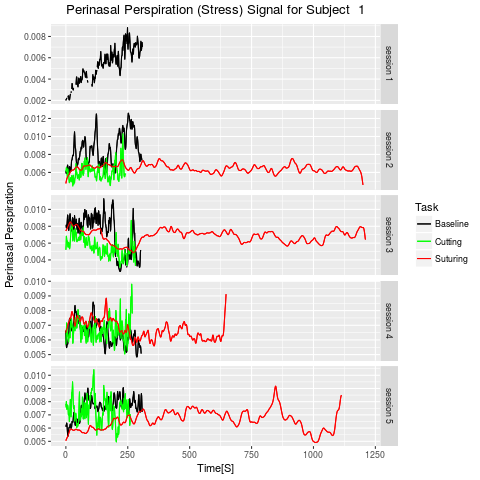 Perinasal Perspiration (Stress) Signal for Subject  1
0.008
0.006
0.004
0.002
session 1
0.012
0.010
0.008
0.006
session 2
0.010
0.008
0.006
0.004
session 3
0.010
0.009
0.008
0.007
0.006
0.005
session 4
0.010
0.009
0.008
0.007
0.006
0.005
session 5
0
250
500
750
1000
1250
Time[S]
Perinasal Perspiration
Task
Baseline
Cutting
Suturing